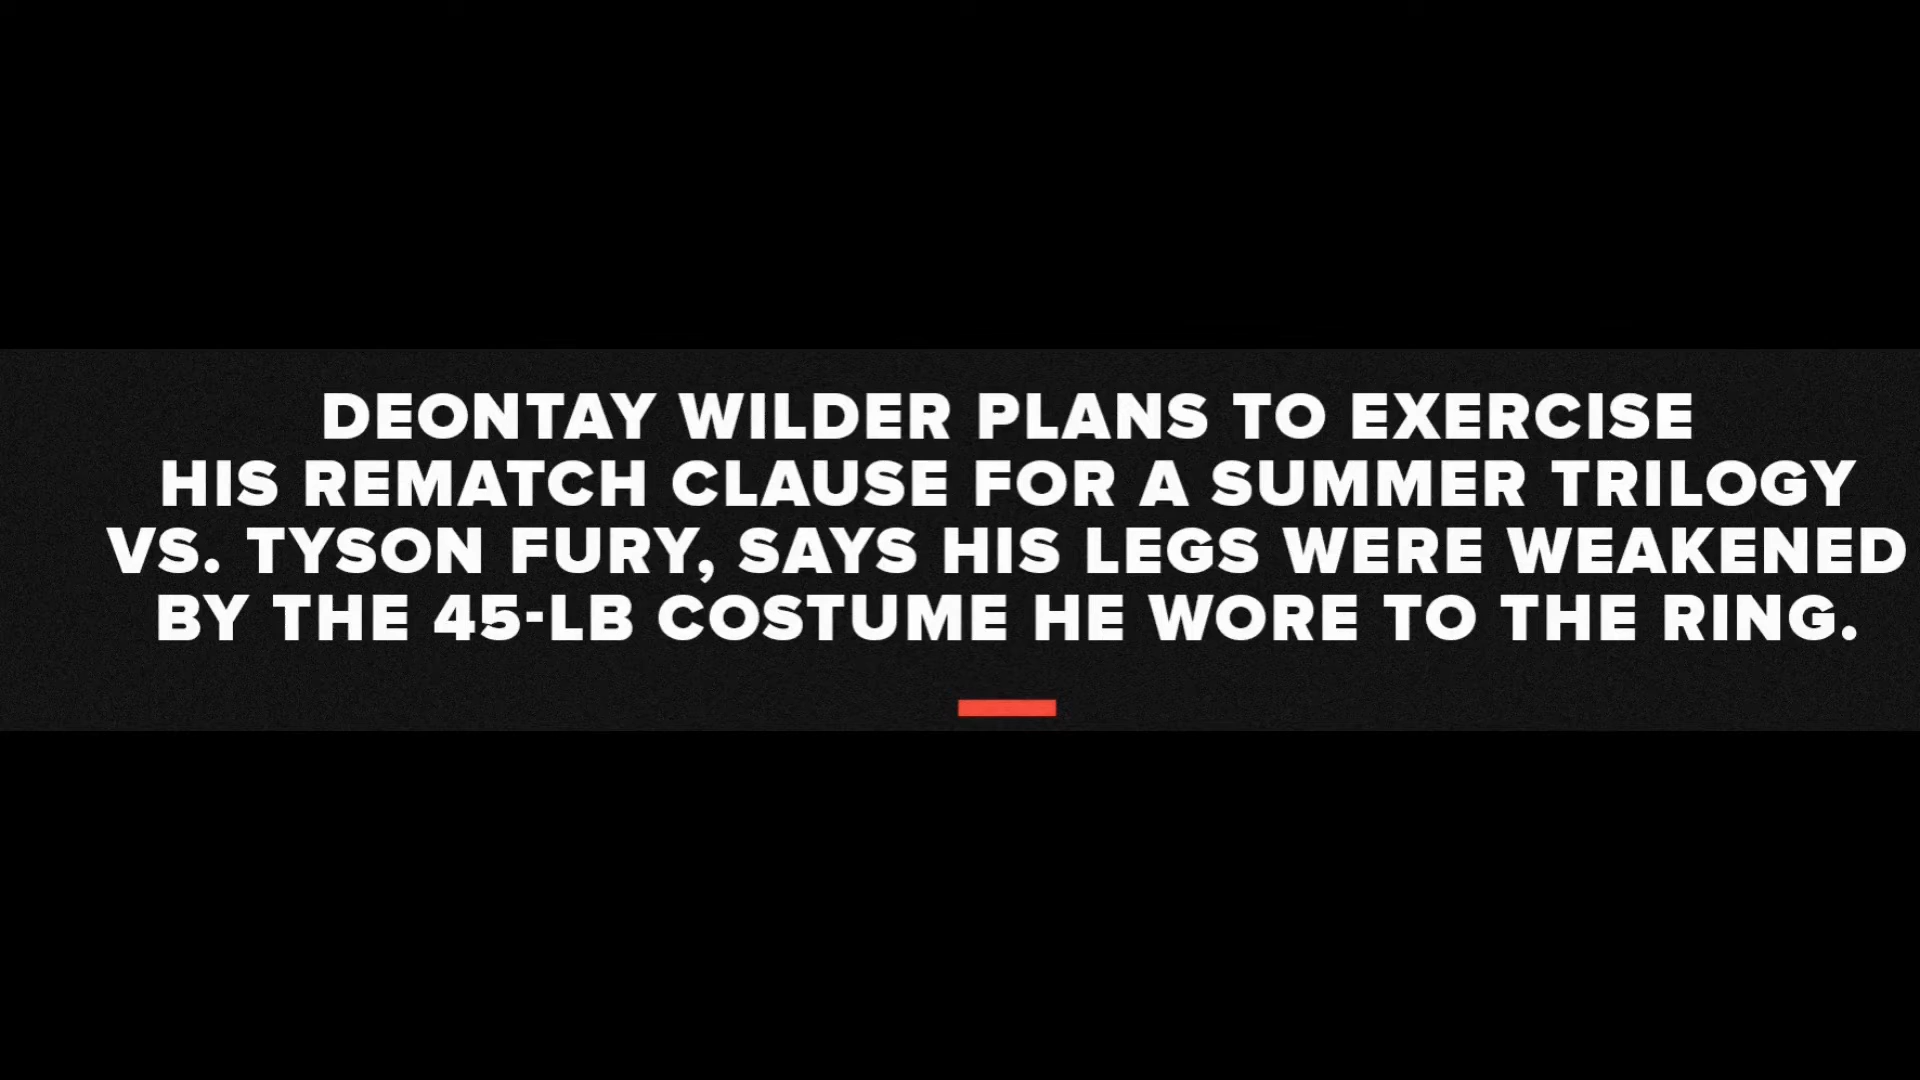 DEONTAY WILDER PLANS TO EXERCISE
HIS REMATCH CLAUSE FOR A SUMMER TRILOGY
VS. TYSON FURY, SAYS HIS LEGS WERE WEAKENED
BY THE 45-LB COSTUME HE WORE TO THE RING.